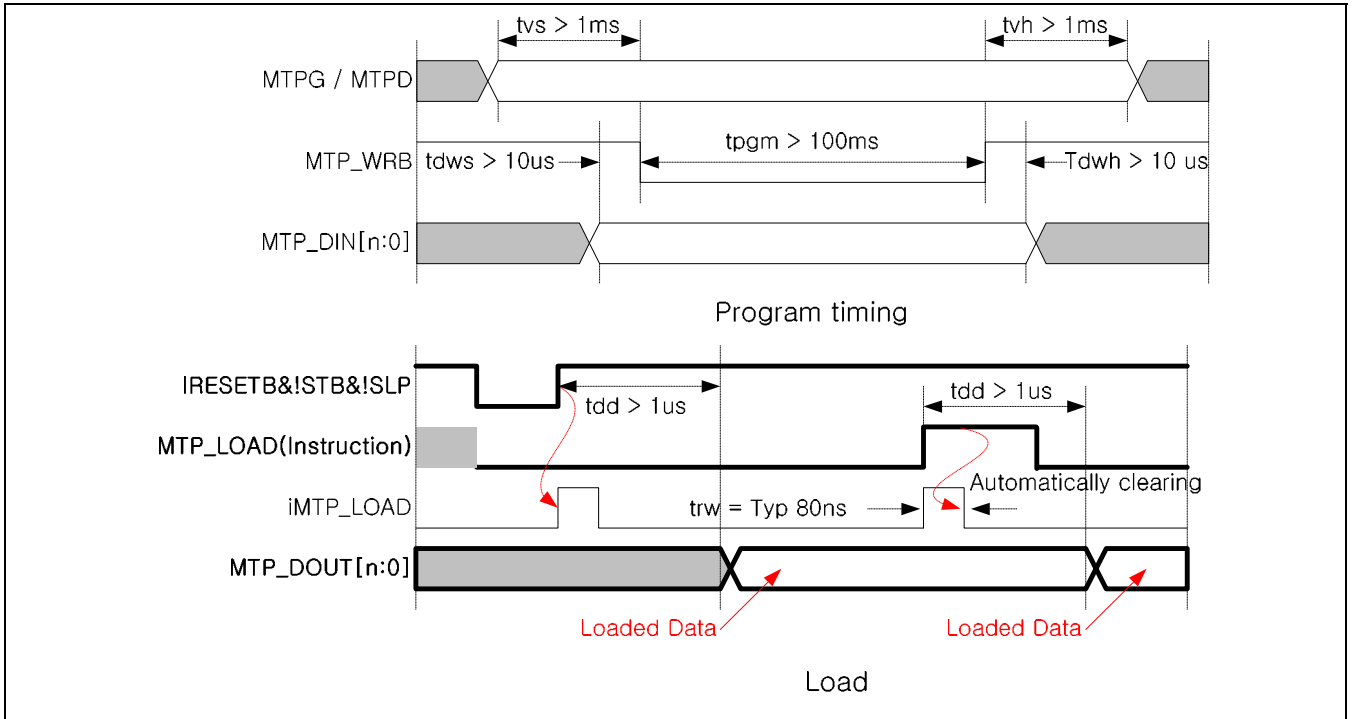 tvs > 1ms
tvh > 1ms
MTPG / MTPD
MTP_WRB
tdws > 10us
tpgm > 100ms
Tdwh > 10 us
MTP_DIN[n:0]
Program timing
IRESETB&!STB&!SLP
tdd > 1us
tdd > 1us
MTP_LOAD(Instruction)
Automatically clearing
iMTP_LOAD
trw = Typ 80ns
MTP_DOUT[n:0]
Loaded Data
Loaded Data
Load